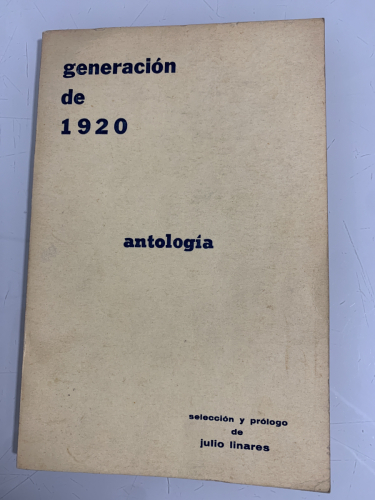 generación
de
1920
antología
selección y prólogo
de
julio linares